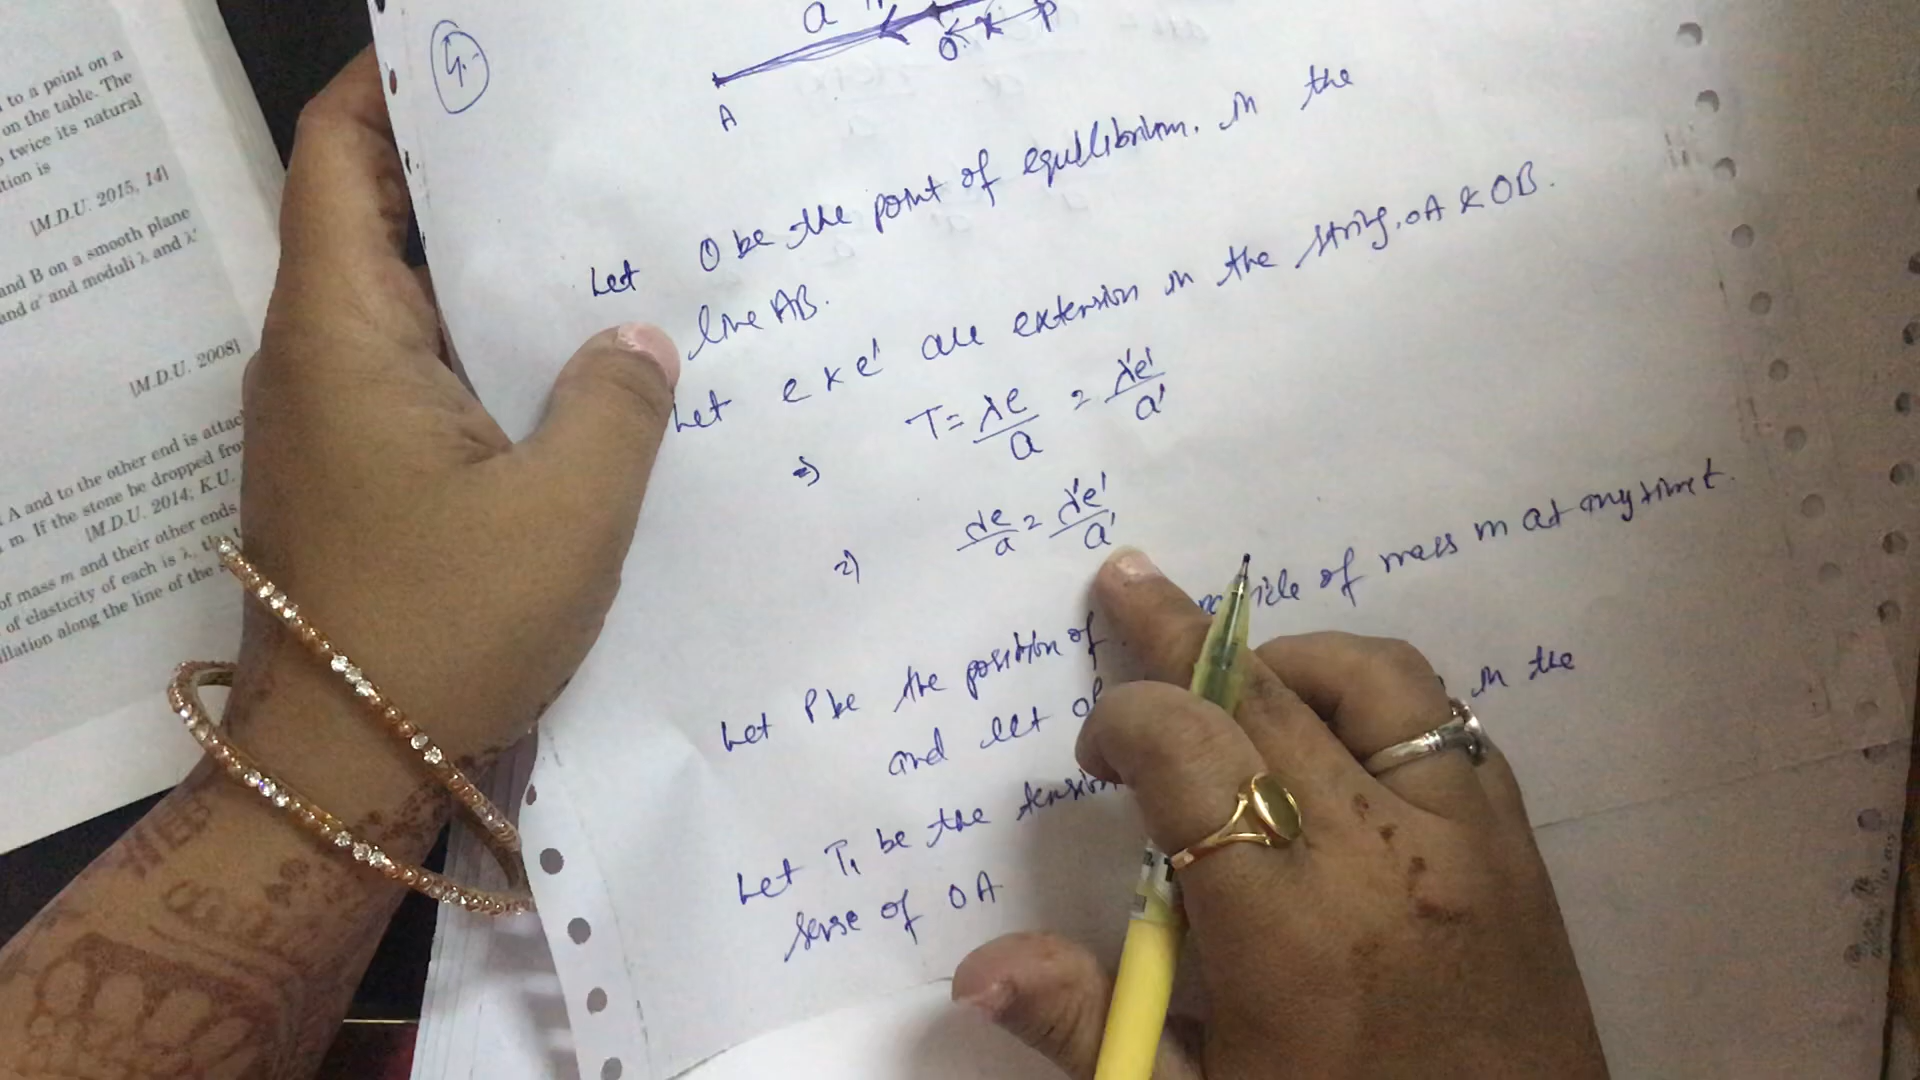 to a point on a
on the table. The
twice its natural
tion is
[M.D.U. 2015, 14]
and B on a smooth plane
and a' and moduli λ and λ'
[M.D.U. 2008]
A and to the other end is attac
m. If the stone be dropped fro
[M.D.U. 2014; K.U.
of mass m and their other ends
of elasticity of each is λ, the
illation along the line of the s
4.
a
O x P
A
Let O be the point of equillibrium. in the
line AB.
Let e & e' are extension in the string, OA & OB.
⇒ T = λe/a = λ'e'/a'
⇒ λe/a = λ'e'/a'
Let P be the position of particle of mass m at any time t.
and let
Let T₁ be the tension in the
sense of OA